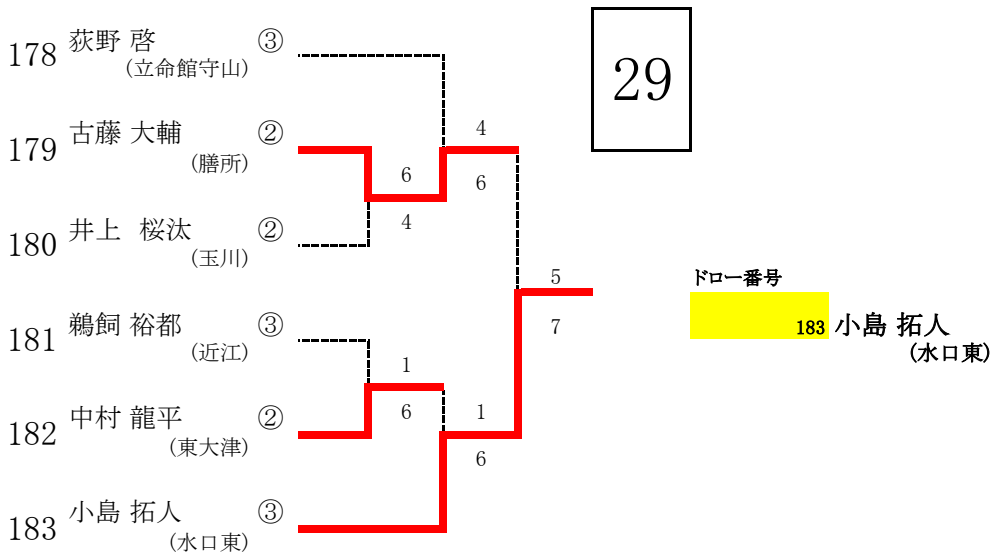 29
178 荻野 啓 ③
(立命館守山)
179 古藤 大輔 ②
(膳所)
4
6
6
4
180 井上 桜汰 ②
(玉川)
5
7
ドロー番号
183 小島 拓人
(水口東)
181 鵜飼 裕都 ③
(近江)
1
6
182 中村 龍平 ②
(東大津)
1
6
183 小島 拓人 ③
(水口東)